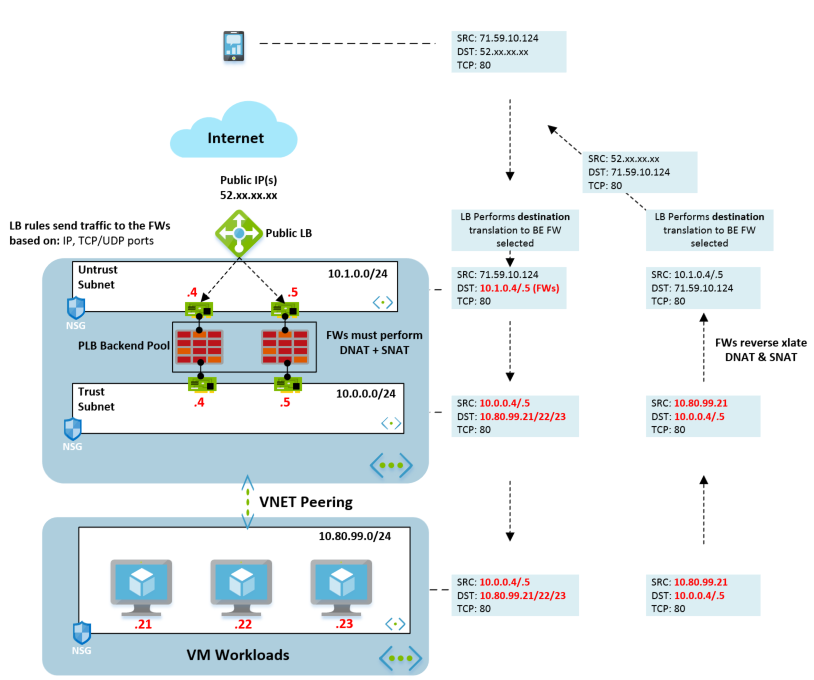 SRC: 71.59.10.124
DST: 52.xx.xx.xx
TCP: 80
Internet
SRC: 52.xx.xx.xx
DST: 71.59.10.124
TCP: 80
Public IP(s)
52.xx.xx.xx
LB rules send traffic to the FWs
based on: IP, TCP/UDP ports
Public LB
LB Performs destination
translation to BE FW
selected
LB Performs destination
translation to BE FW
selected
Untrust
Subnet
10.1.0.0/24
.4
.5
NSG
SRC: 71.59.10.124
DST: 10.1.0.4/.5 (FWs)
TCP: 80
SRC: 10.1.0.4/.5
DST: 71.59.10.124
TCP: 80
PLB Backend Pool
FWs must perform
DNAT + SNAT
FWs reverse xlate
DNAT & SNAT
Trust
Subnet
10.0.0.0/24
.4
.5
NSG
SRC: 10.0.0.4/.5
DST: 10.80.99.21/22/23
TCP: 80
SRC: 10.80.99.21
DST: 10.0.0.4/.5
TCP: 80
VNET Peering
10.80.99.0/24
.21
.22
.23
NSG
VM Workloads
SRC: 10.0.0.4/.5
DST: 10.80.99.21/22/23
TCP: 80
SRC: 10.80.99.21
DST: 10.0.0.4/.5
TCP: 80